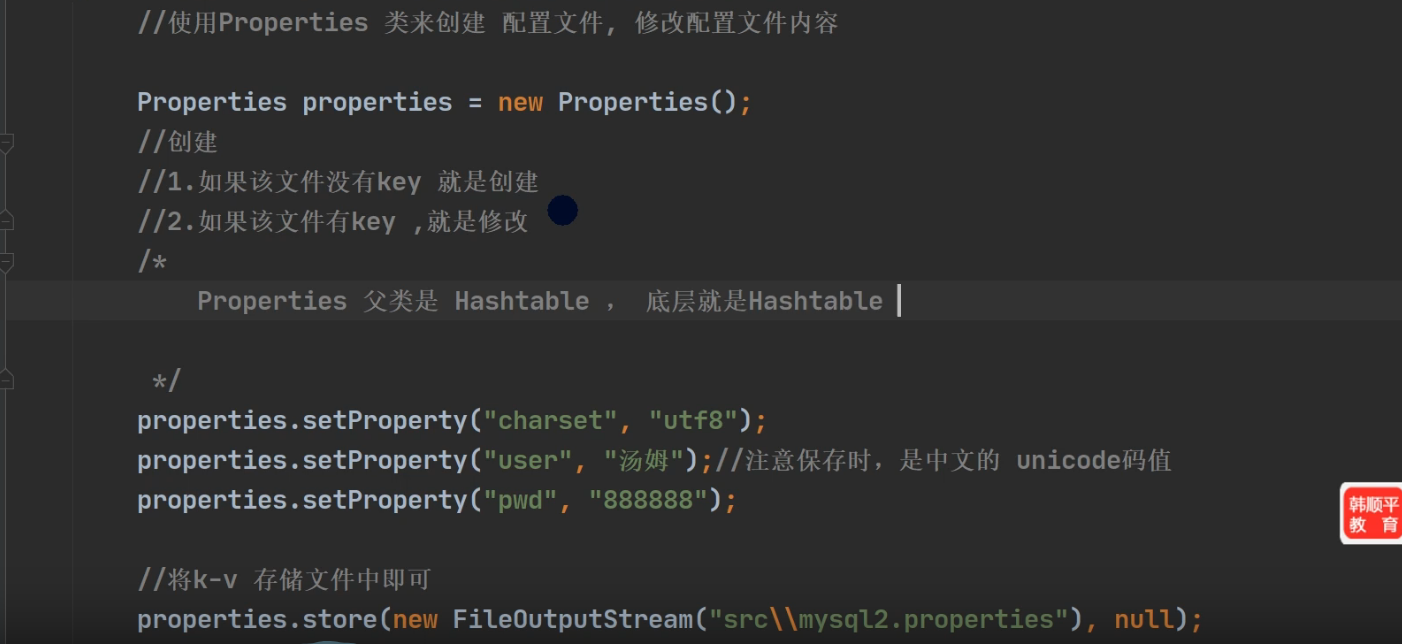 //使用Properties 类来创建 配置文件, 修改配置文件内容
Properties properties = new Properties();
//创建
//1.如果该文件没有key 就是创建
//2.如果该文件有key ,就是修改
/*
Properties 父类是 Hashtable ， 底层就是Hashtable
*/
properties.setProperty("charset", "utf8");
properties.setProperty("user", "汤姆");//注意保存时，是中文的 unicode码值
properties.setProperty("pwd", "888888");
韩顺平
教 育
//将k-v 存储文件中即可
properties.store(new FileOutputStream("src\\mysql2.properties"), null);